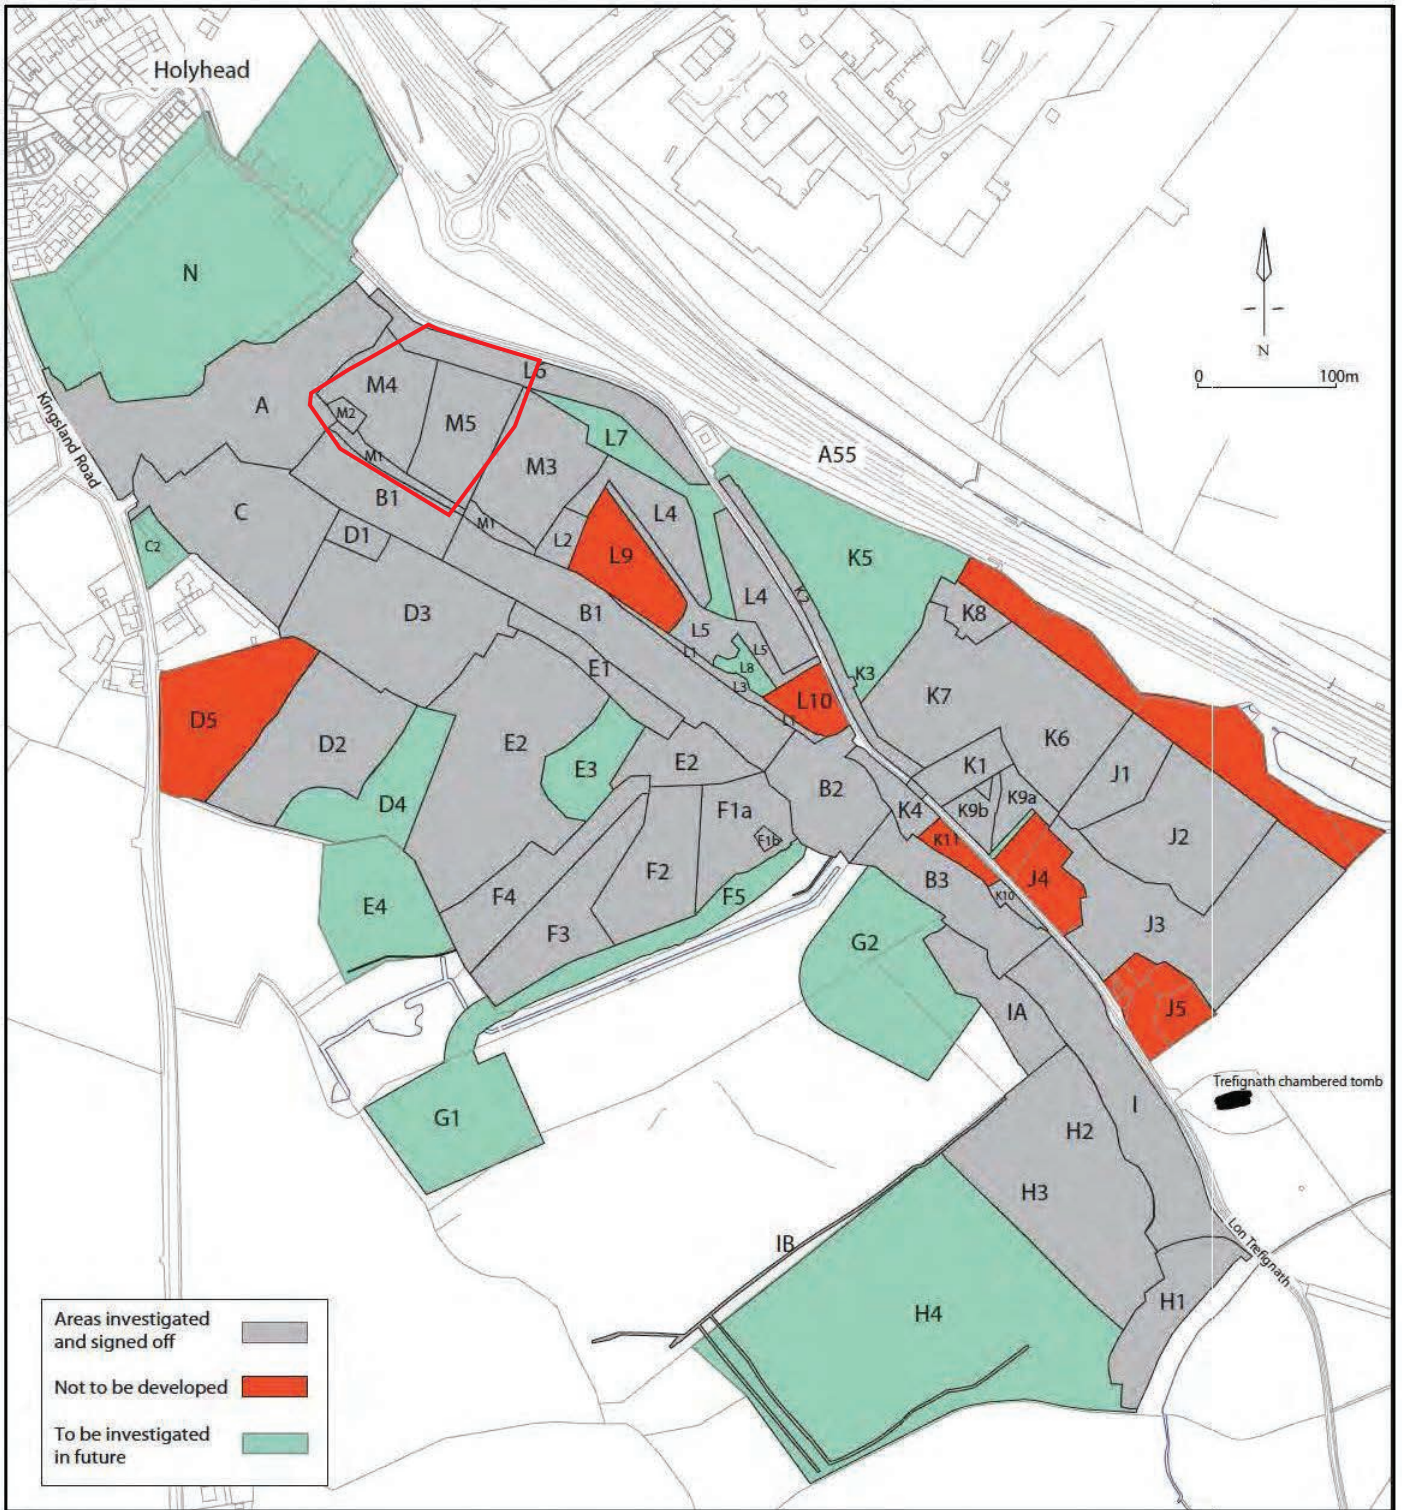 Holyhead
N
N
0 100m
L6
M4
A
M2
M5
Kingsland Road
L7
A55
M1
M3
B1
C
L4
M1
D1
L2
C2
L9
K5
L4
B1
K8
D3
L5
L1
L5
E1
L8
K3
L3
K7
L10
D5
L1
K6
D2
E2
E2
K1
J1
E3
B2
K9a
D4
F1a
K4
K9b
F1b
K11
J2
F2
J4
B3
F4
F5
K10
E4
J3
F3
G2
IA
J5
Trefignath chambered tomb
I
G1
H2
H3
Lon Trefignath
IB
H1
H4
Areas investigated
and signed off
Not to be developed
To be investigated
in future